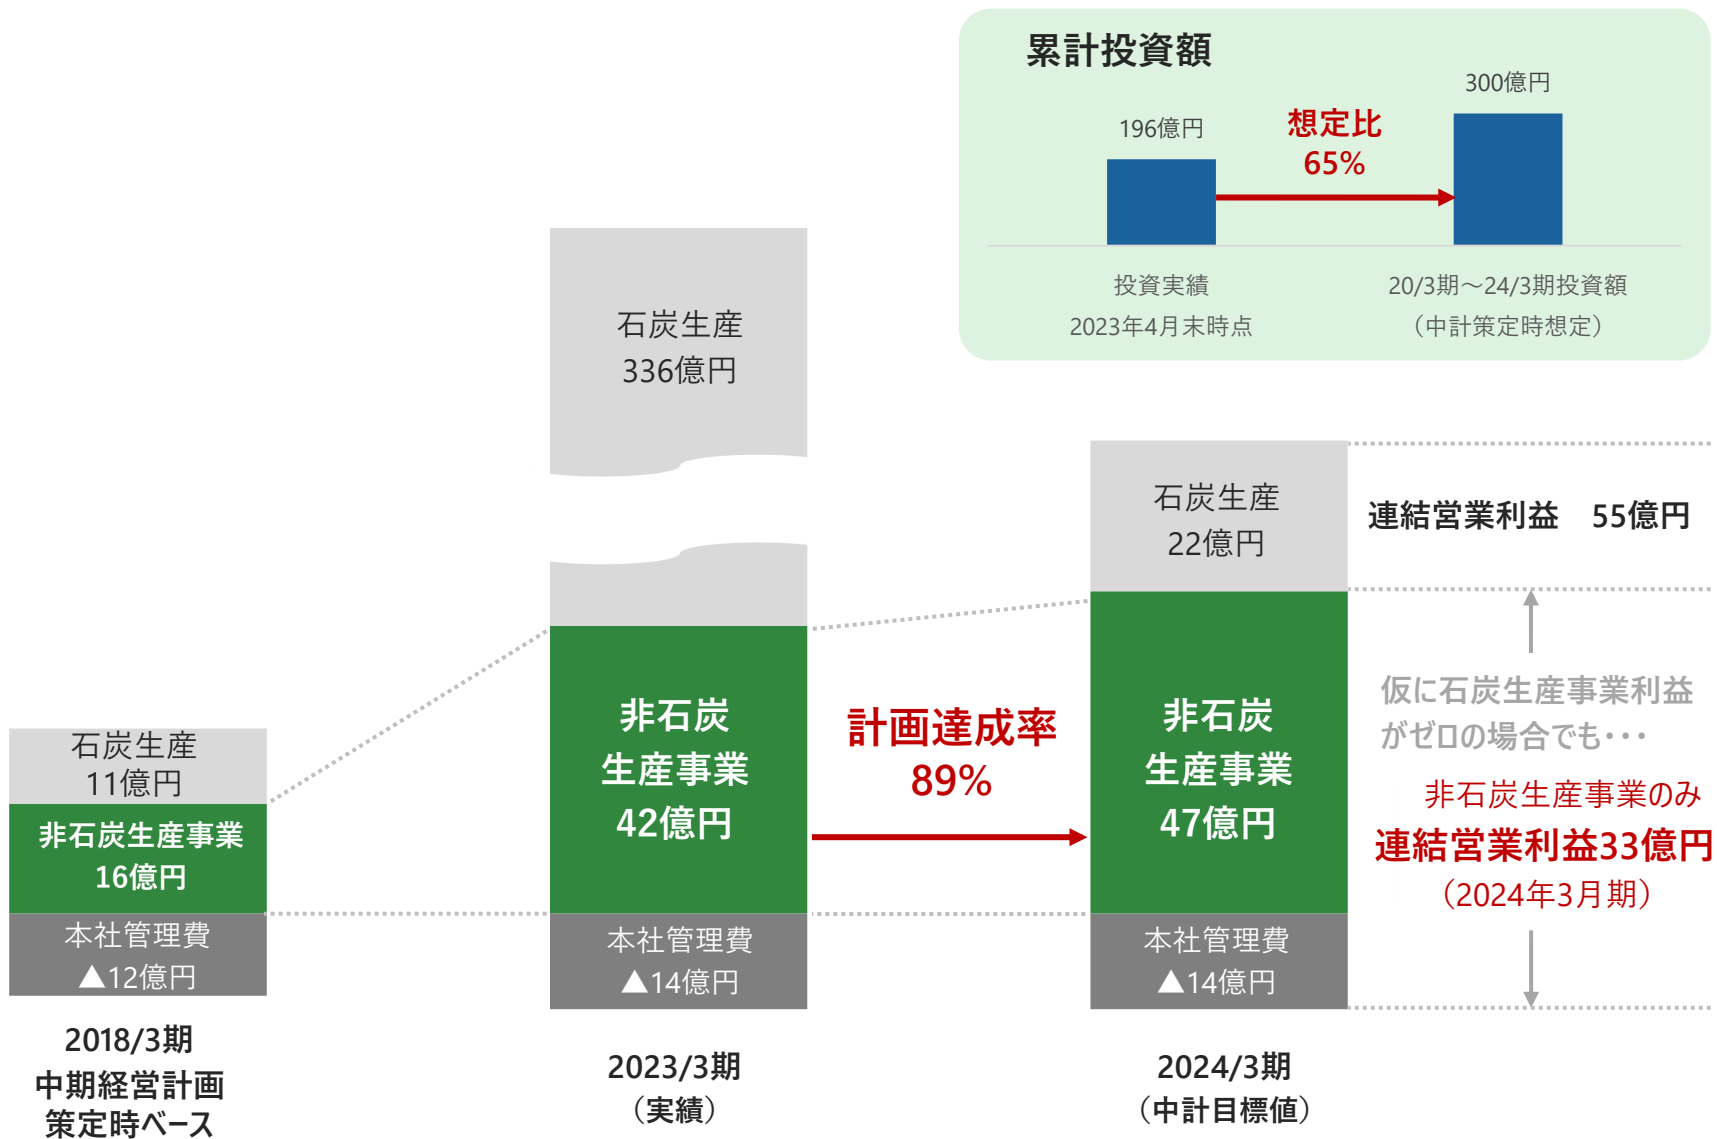 累計投資額
300億円
196億円
想定比
65%
投資実績
2023年4月末時点
20/3期～24/3期投資額
（中計策定時想定）
石炭生産
11億円
非石炭生産事業
16億円
本社管理費
▲12億円
2018/3期
中期経営計画
策定時ベース
石炭生産
336億円
非石炭
生産事業
42億円
本社管理費
▲14億円
2023/3期
（実績）
計画達成率
89%
石炭生産
22億円
非石炭
生産事業
47億円
本社管理費
▲14億円
2024/3期
（中計目標値）
連結営業利益　55億円
仮に石炭生産事業利益
がゼロの場合でも・・・
非石炭生産事業のみ
連結営業利益33億円
（2024年3月期）